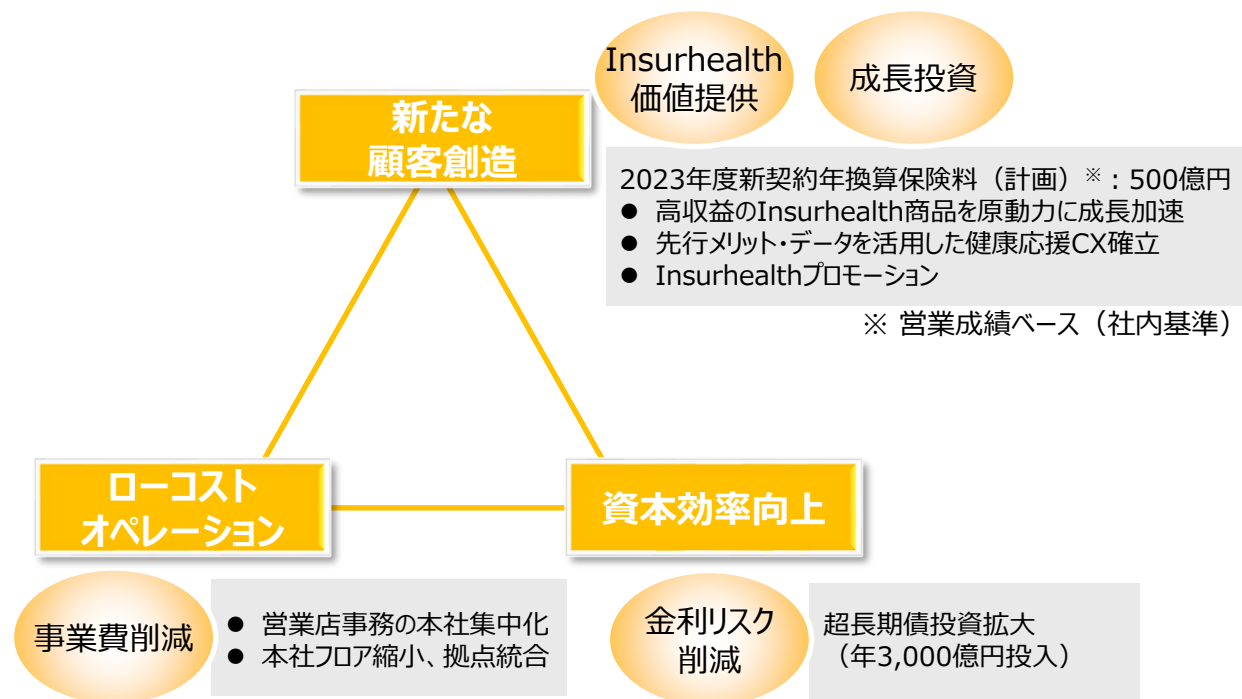 Insurhealth
価値提供
成長投資
新たな
顧客創造
2023年度新契約年換算保険料（計画）※：500億円
● 高収益のInsurhealth商品を原動力に成長加速
● 先行メリット・データを活用した健康応援CX確立
● Insurhealthプロモーション
※ 営業成績ベース（社内基準）
ローコスト
オペレーション
資本効率向上
事業費削減
● 営業店事務の本社集中化
● 本社フロア縮小、拠点統合
金利リスク
削減
超長期債投資拡大
（年3,000億円投入）